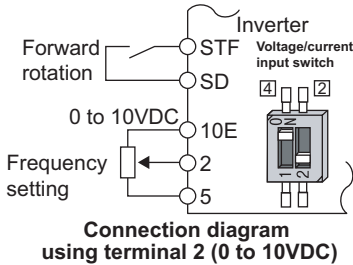 Inverter
Forward
rotation
STF
SD
Voltage/current
input switch
4
2
ON
1 2
0 to 10VDC
10E
Frequency
setting
2
5
Connection diagram
using terminal 2 (0 to 10VDC)